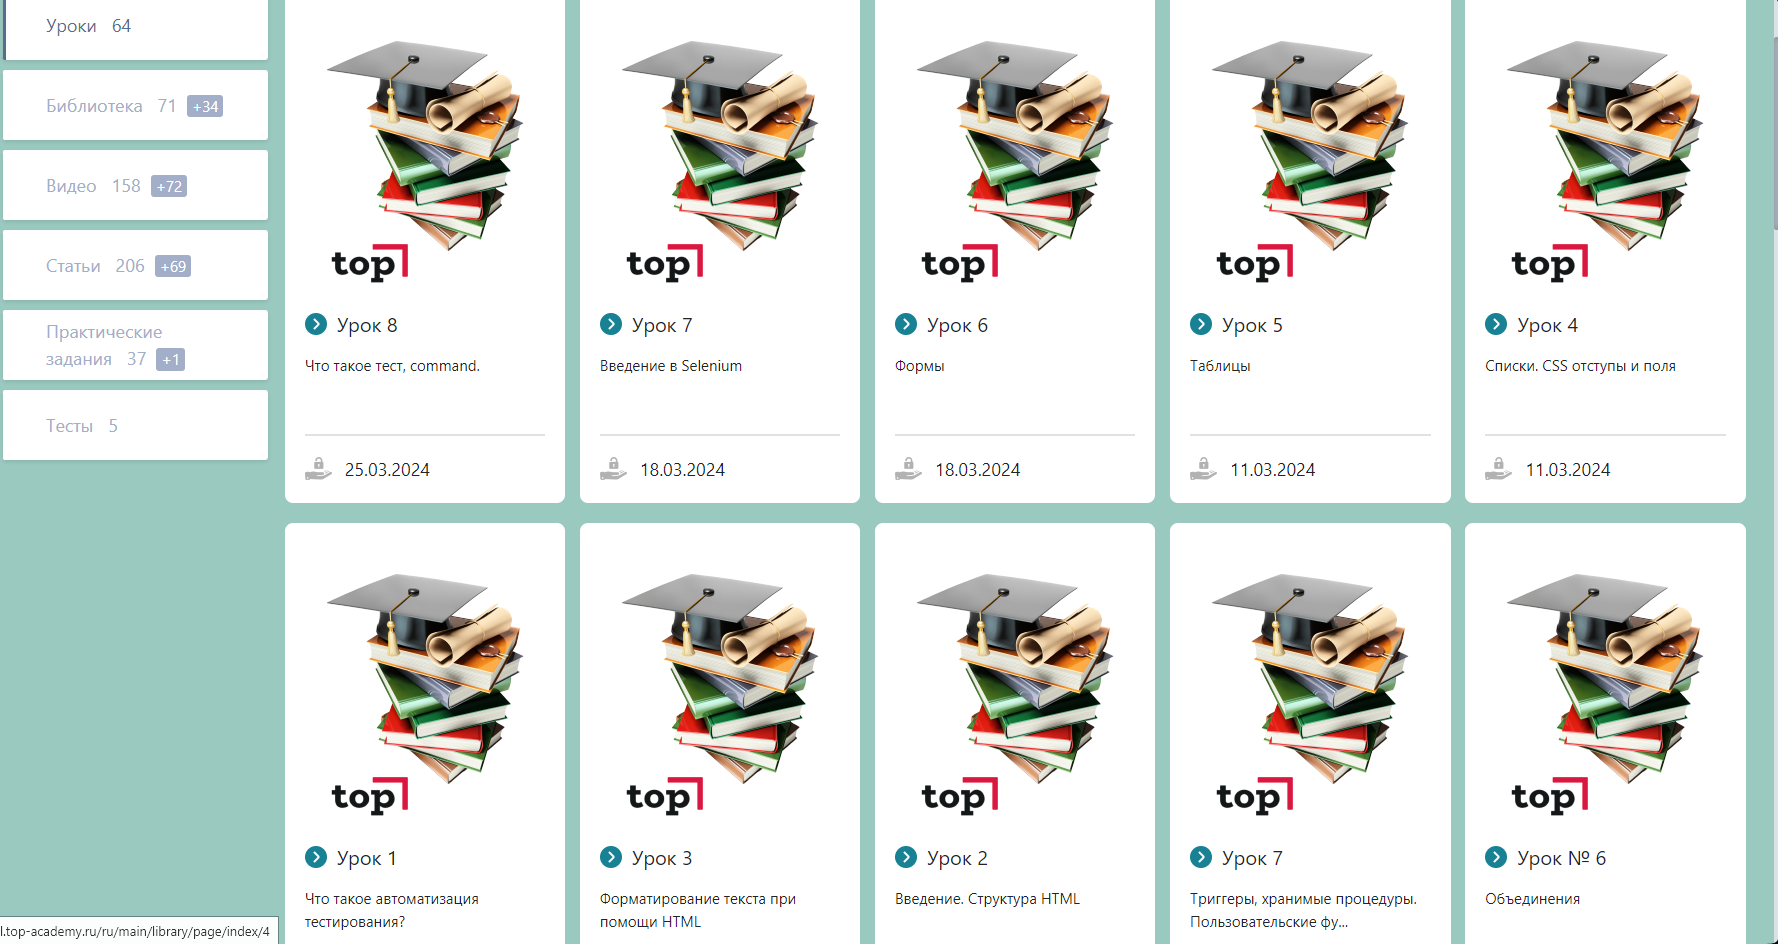 Уроки 64
Библиотека 71 +34
Видео 158 +72
Статьи 206 +69
Практические
задания 37 +1
Тесты 5
top
Урок 8
Что такое тест, command.
25.03.2024
top
Урок 7
Введение в Selenium
18.03.2024
top
Урок 6
Формы
18.03.2024
top
Урок 5
Таблицы
11.03.2024
top
Урок 4
Списки. CSS отступы и поля
11.03.2024
top
Урок 1
Что такое автоматизация
тестирования?
top
Урок 3
Форматирование текста при
помощи HTML
top
Урок 2
Введение. Структура HTML
top
Урок 7
Триггеры, хранимые процедуры.
Пользовательские фу...
top
Урок № 6
Объединения
l.top-academy.ru/ru/main/library/page/index/4